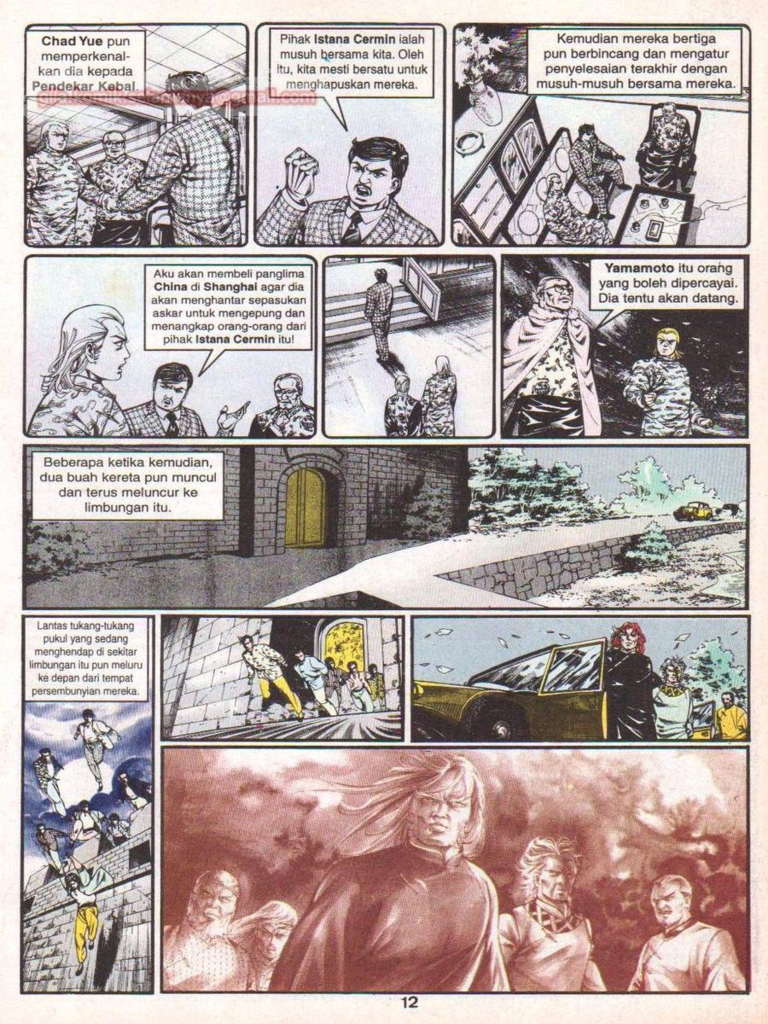 Chad Yue pun
memperkenal-
kan dia kepada
Pendekar Kebal.
Pihak Istana Cermin ialah
musuh bersama kita. Oleh
itu, kita mesti bersatu untuk
menghapuskan mereka.
Kemudian mereka bertiga
pun berbincang dan mengatur
penyelesaian terakhir dengan
musuh-musuh bersama mereka.
Aku akan membeli panglima
China di Shanghai agar dia
akan menghantar sepasukan
askar untuk mengepung dan
menangkap orang-orang dari
pihak Istana Cermin itu!
Yamamoto itu orang
yang boleh dipercayai.
Dia tentu akan datang.
Beberapa ketika kemudian,
dua buah kereta pun muncul
dan terus meluncur ke
limbungan itu.
Lantas tukang-tukang
pukul yang sedang
menghendap di sekitar
limbungan itu pun meluru
ke depan dari tempat
persembunyian mereka.
12